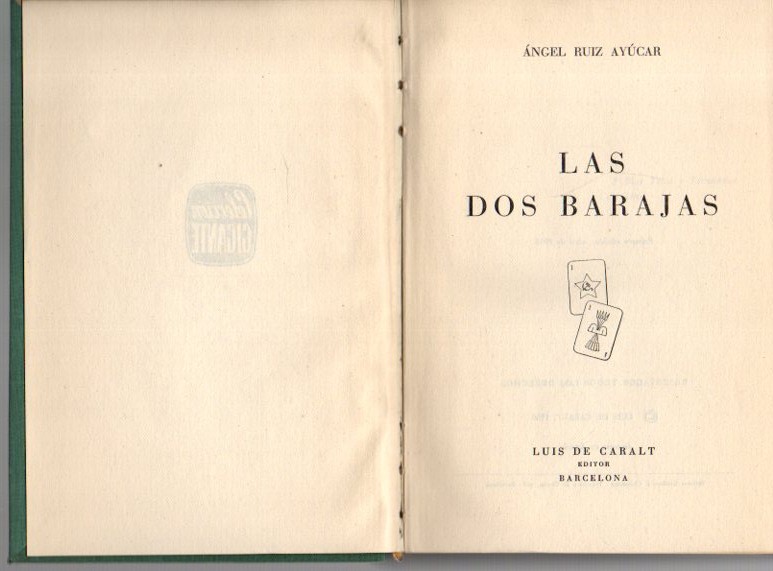 ÁNGEL RUIZ AYÚCAR
LAS
DOS BARAJAS
LUIS DE CARALT
EDITOR
BARCELONA